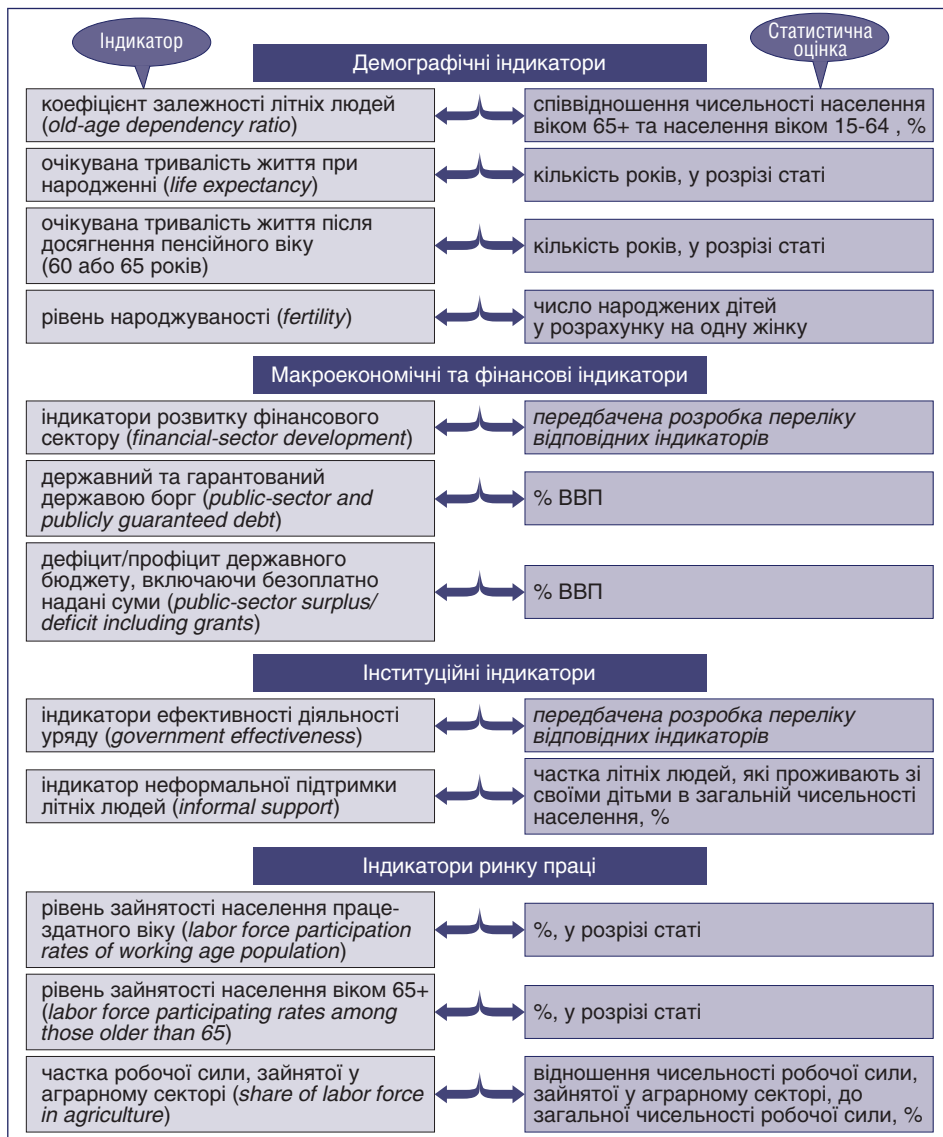 Індикатор
Статистична
оцінка
Демографічні індикатори
коефіцієнт залежності літніх людей
(old-age dependency ratio)
співвідношення чисельності населення
віком 65+ та населення віком 15-64 , %
очікувана тривалість життя при
народженні (life expectancy)
кількість років, у розрізі статі
очікувана тривалість життя після
досягнення пенсійного віку
(60 або 65 років)
кількість років, у розрізі статі
рівень народжуваності (fertility)
число народжених дітей
у розрахунку на одну жінку
Макроекономічні та фінансові індикатори
індикатори розвитку фінансового
сектору (financial-sector development)
передбачена розробка переліку
відповідних індикаторів
державний та гарантований
державою борг (public-sector and
publicly guaranteed debt)
% ВВП
дефіцит/профіцит державного
бюджету, включаючи безоплатно
надані суми (public-sector surplus/
deficit including grants)
% ВВП
Інституційні індикатори
індикатори ефективності діяльності
уряду (government effectiveness)
передбачена розробка переліку
відповідних індикаторів
індикатор неформальної підтримки
літніх людей (informal support)
частка літніх людей, які проживають зі
своїми дітьми в загальній чисельності
населення, %
Індикатори ринку праці
рівень зайнятості населення праце-
здатного віку (labor force participation
rates of working age population)
%, у розрізі статі
рівень зайнятості населення віком 65+
(labor force participating rates among
those older than 65)
%, у розрізі статі
частка робочої сили, зайнятої у
аграрному секторі (share of labor force
in agriculture)
відношення чисельності робочої сили,
зайнятої у аграрному секторі, до
загальної чисельності робочої сили, %